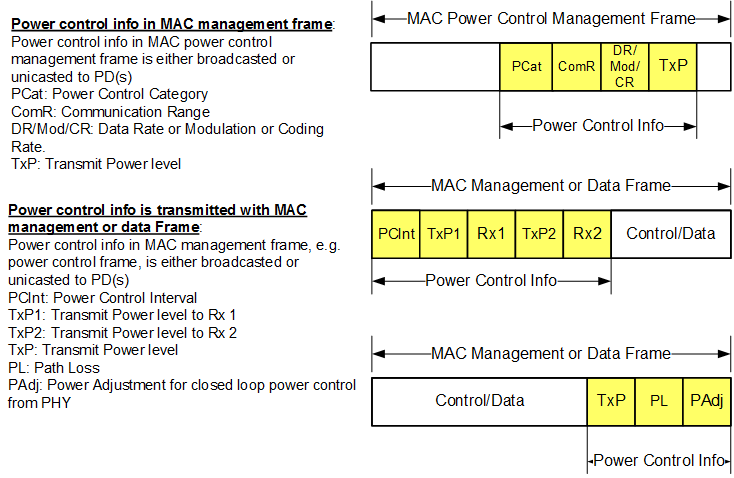 Power control info in MAC management frame:
Power control info in MAC power control
management frame is either broadcasted or
unicasted to PD(s)
PCat: Power Control Category
ComR: Communication Range
DR/Mod/CR: Data Rate or Modulation or Coding
Rate.
TxP: Transmit Power level
MAC Power Control Management Frame
PCat
ComR
DR/
Mod/
CR
TxP
Power Control Info
Power control info is transmitted with MAC
management or data Frame:
Power control info in MAC management frame, e.g.
power control frame, is either broadcasted or
unicasted to PD(s)
PCInt: Power Control Interval
TxP1: Transmit Power level to Rx 1
TxP2: Transmit Power level to Rx 2
TxP: Transmit Power level
PL: Path Loss
PAdj: Power Adjustment for closed loop power control
from PHY
MAC Management or Data Frame
PCInt
TxP1
Rx1
TxP2
Rx2
Control/Data
Power Control Info
MAC Management or Data Frame
Control/Data
TxP
PL
PAdj
Power Control Info